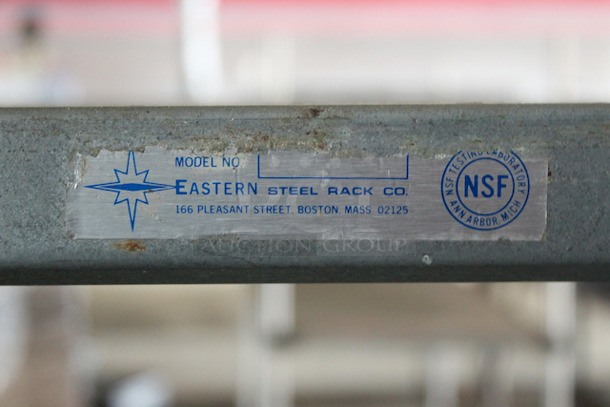 MODEL NO
EASTERN STEEL RACK CO.
166 PLEASANT STREET, BOSTON MASS 02125
NSF TESTING LABORATORY
NSF
ANN ARBOR, MICH
AUCTION GROUP